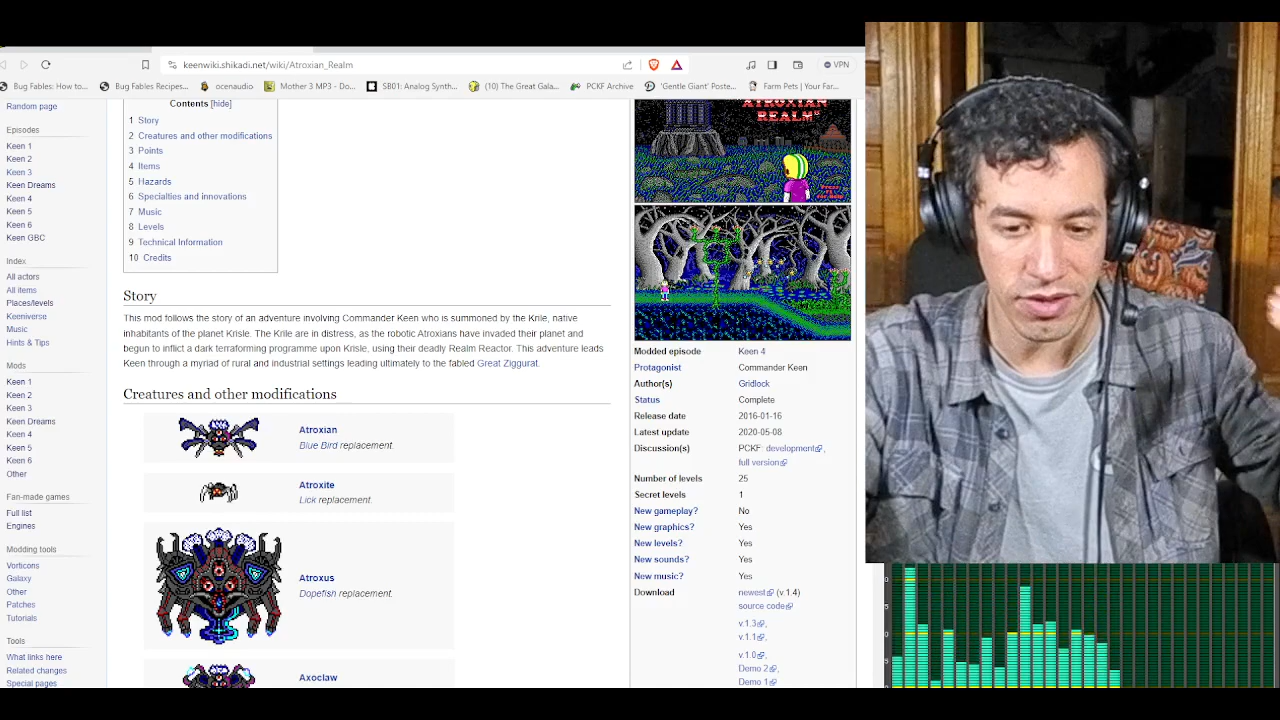 keenwiki.shikadi.net/wiki/Atroxian_Realm
VPN
Bug Fables: How to...
Bug Fables Recipes...
ocenaudio
Mother 3 MP3 - Do...
SB01: Analog Synth...
(10) The Great Gala...
PCKF Archive
'Gentle Giant' Poste...
Farm Pets | Your Far...
Random page
Episodes
Keen 1
Keen 2
Keen 3
Keen Dreams
Keen 4
Keen 5
Keen 6
Keen GBC
Index
All actors
All items
Places/levels
Keeniverse
Music
Hints & Tips
Mods
Keen 1
Keen 2
Keen 3
Keen Dreams
Keen 4
Keen 5
Keen 6
Other
Fan-made games
Full list
Engines
Modding tools
Vorticons
Galaxy
Other
Patches
Tutorials
Tools
What links here
Related changes
Special pages
Contents [hide]
1 Story
2 Creatures and other modifications
3 Points
4 Items
5 Hazards
6 Specialties and innovations
7 Music
8 Levels
9 Technical Information
10 Credits
Story
This mod follows the story of an adventure involving Commander Keen who is summoned by the Krile, native
inhabitants of the planet Krisle. The Krile are in distress, as the robotic Atroxians have invaded their planet and
begun to inflict a dark terraforming programme upon Krisle, using their deadly Realm Reactor. This adventure leads
Keen through a myriad of rural and industrial settings leading ultimately to the fabled Great Ziggurat.
Creatures and other modifications
Atroxian
Blue Bird replacement.
Atroxite
Lick replacement.
Atroxus
Dopefish replacement.
Axoclaw
ATROXIAN
REALM
Modded episode Keen 4
Protagonist Commander Keen
Author(s) Gridlock
Status Complete
Release date 2016-01-16
Latest update 2020-05-08
Discussion(s) PCKF: development,
full version
Number of levels 25
Secret levels 1
New gameplay? No
New graphics? Yes
New levels? Yes
New sounds? Yes
New music? Yes
Download newest (v.1.4)
source code
v.1.3,
v.1.1,
v.1.0,
Demo 2,
Demo 1